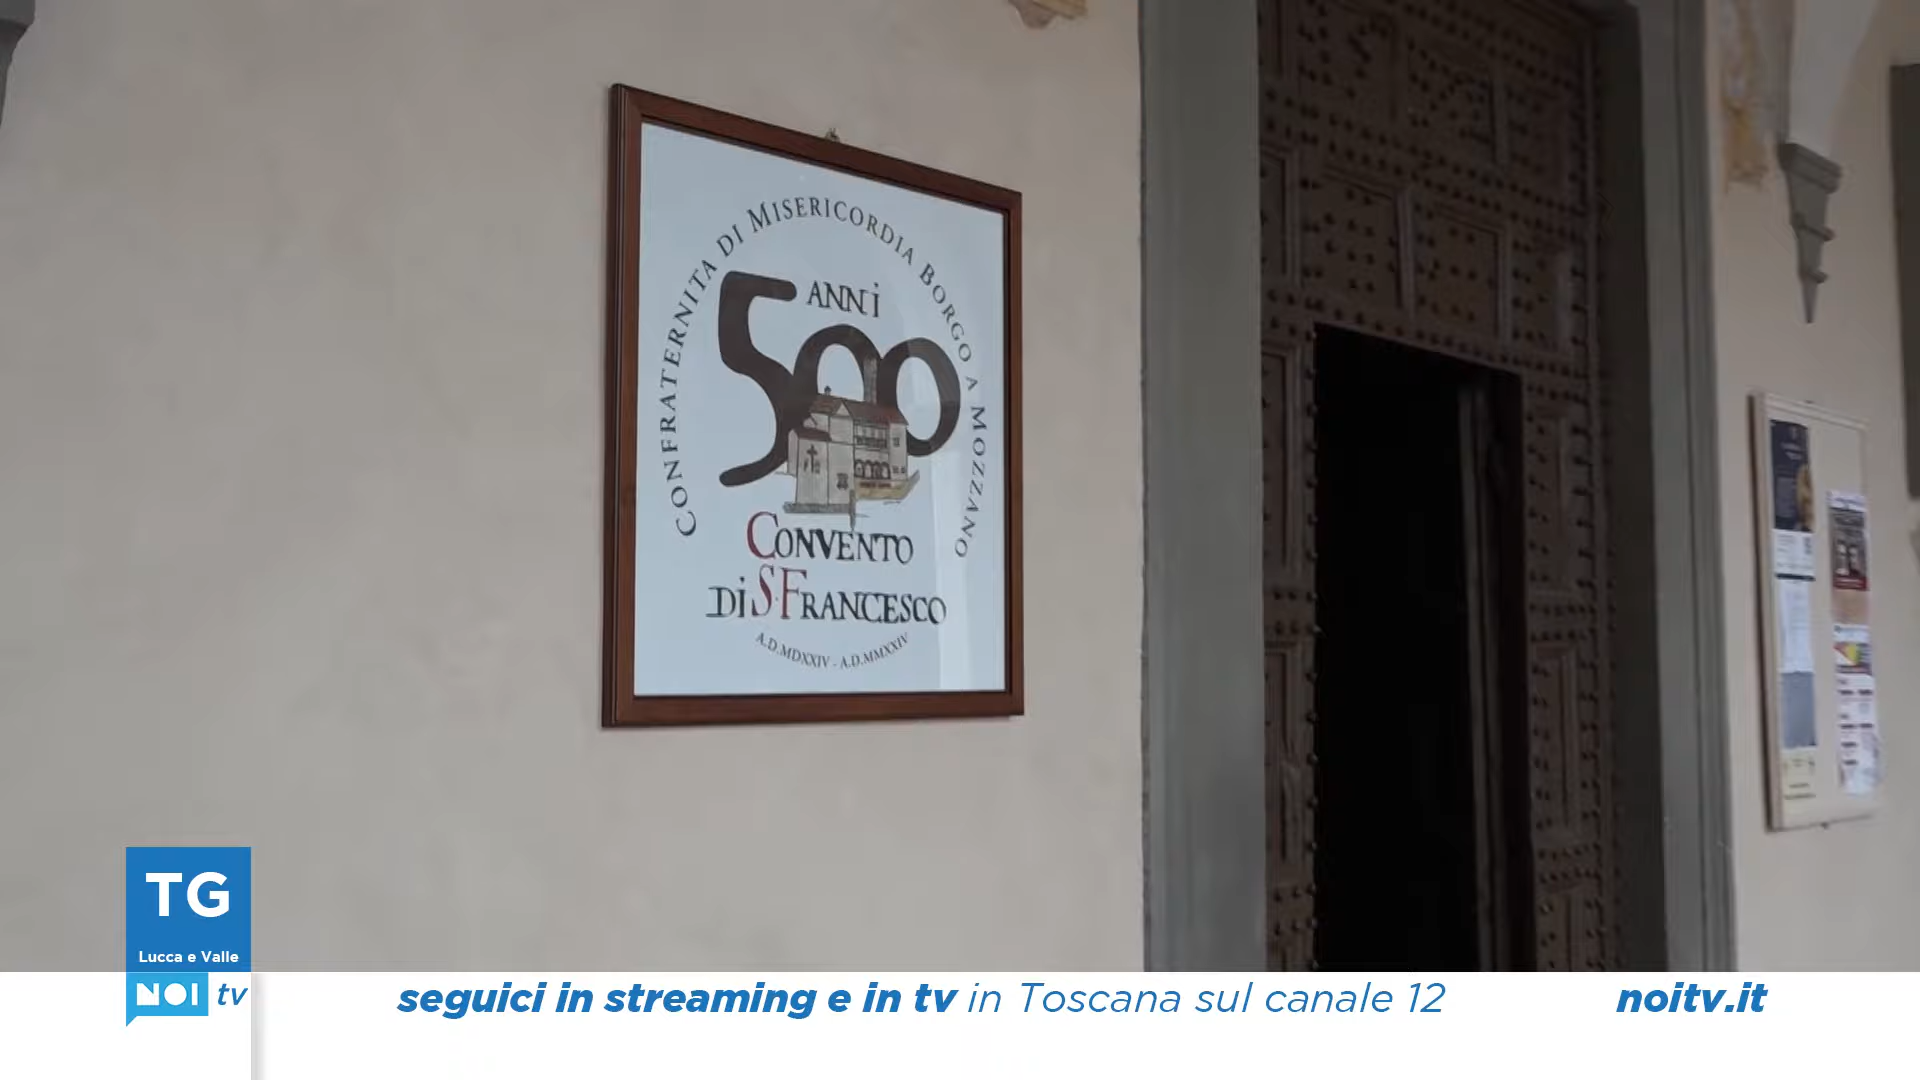 CONFRATERNITA DI MISERICORDIA BORGO A MOZZANO
ANNi
500
CONVENTO
Di S. FRANCESCO
A.D.MDXXIV - A.D.MMXXIV
TG
Lucca e Valle
NOI tv
seguici in streaming e in tv in Toscana sul canale 12
noitv.it